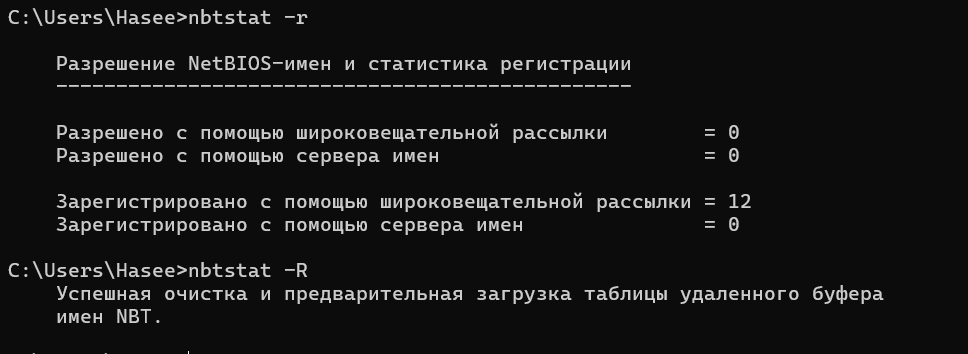 C:\Users\Hasee>nbtstat -r
Разрешение NetBIOS-имен и статистика регистрации
------------------------------------------------
Разрешено с помощью широковещательной рассылки = 0
Разрешено с помощью сервера имен = 0
Зарегистрировано с помощью широковещательной рассылки = 12
Зарегистрировано с помощью сервера имен = 0
C:\Users\Hasee>nbtstat -R
Успешная очистка и предварительная загрузка таблицы удаленного буфера
имен NBT.